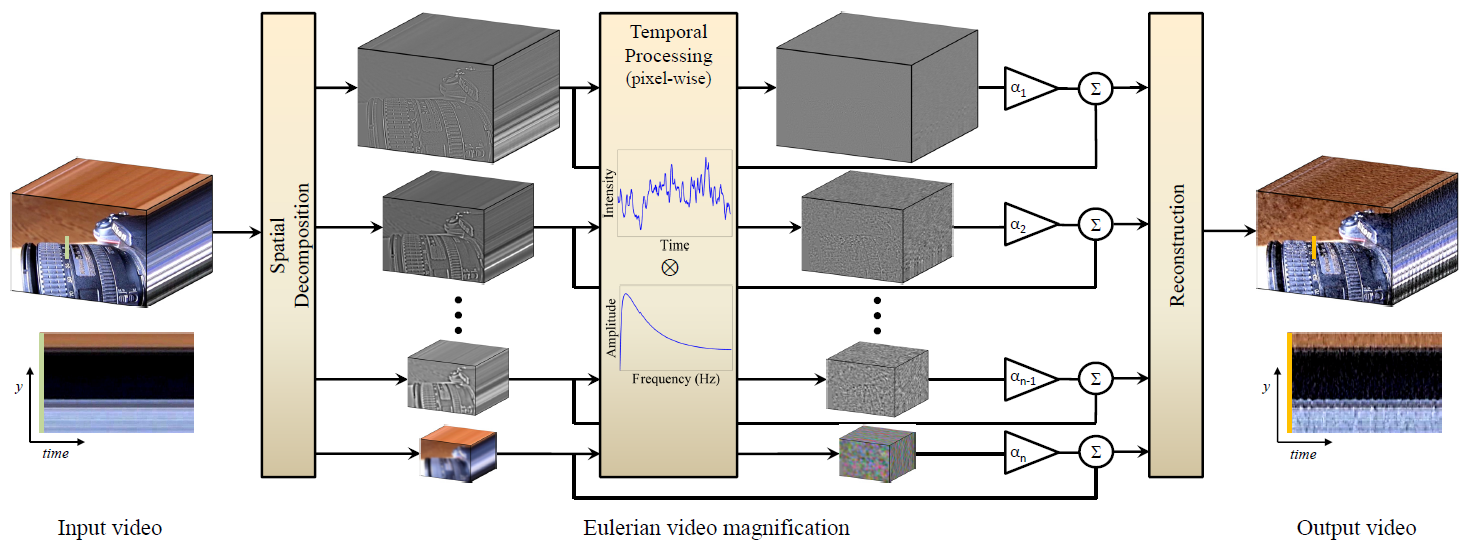 Temporal
Processing
(pixel-wise)
α1
Σ
Spatial
Decomposition
Intensity
Time
α2
Σ
Reconstruction
Amplitude
Frequency (Hz)
αn-1
Σ
αn
Σ
y
time
y
time
Input video
Eulerian video magnification
Output video